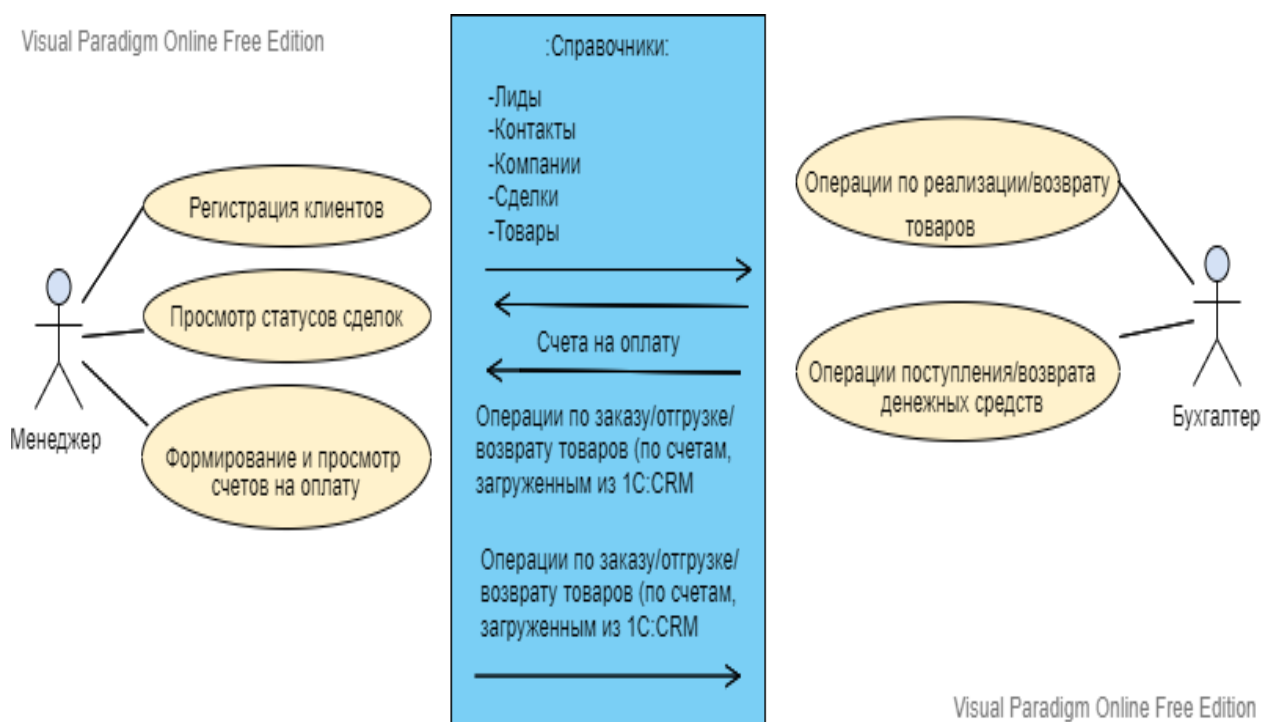 Visual Paradigm Online Free Edition
:Справочники:
-Лиды
-Контакты
-Компании
-Сделки
-Товары
Счета на оплату
Операции по заказу/отгрузке/
возврату товаров (по счетам,
загруженным из 1С:CRM
Операции по заказу/отгрузке/
возврату товаров (по счетам,
загруженным из 1С:CRM
Регистрация клиентов
Просмотр статусов сделок
Формирование и просмотр
счетов на оплату
Менеджер
Операции по реализации/возврату
товаров
Операции поступления/возврата
денежных средств
Бухгалтер
Visual Paradigm Online Free Edition